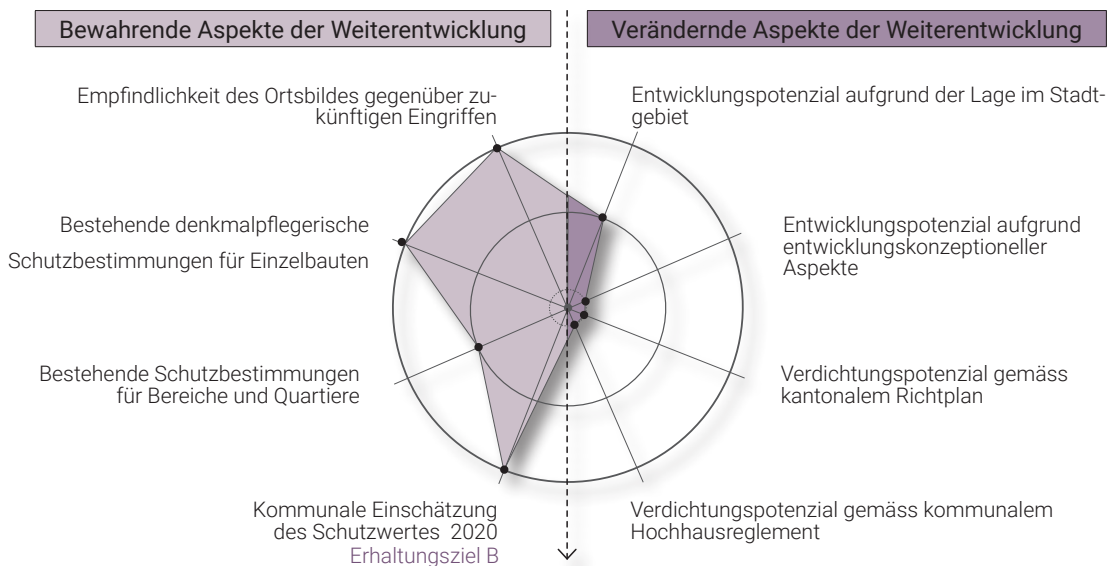 Bewahrende Aspekte der Weiterentwicklung
Verändernde Aspekte der Weiterentwicklung
Empfindlichkeit des Ortsbildes gegenüber zu-
künftigen Eingriffen
Entwicklungspotenzial aufgrund der Lage im Stadt-
gebiet
Bestehende denkmalpflegerische
Schutzbestimmungen für Einzelbauten
Entwicklungspotenzial aufgrund
entwicklungskonzeptioneller
Aspekte
Bestehende Schutzbestimmungen
für Bereiche und Quartiere
Verdichtungspotenzial gemäss
kantonalem Richtplan
Kommunale Einschätzung
des Schutzwertes 2020
Erhaltungsziel B
Verdichtungspotenzial gemäss kommunalem
Hochhausreglement